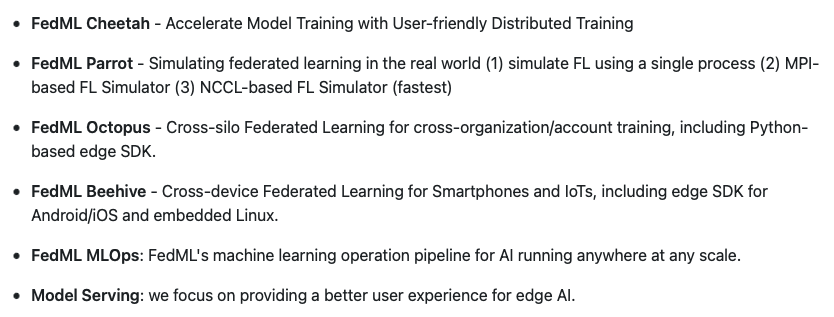 • FedML Cheetah - Accelerate Model Training with User-friendly Distributed Training
• FedML Parrot - Simulating federated learning in the real world (1) simulate FL using a single process (2) MPI-
based FL Simulator (3) NCCL-based FL Simulator (fastest)
• FedML Octopus - Cross-silo Federated Learning for cross-organization/account training, including Python-
based edge SDK.
• FedML Beehive - Cross-device Federated Learning for Smartphones and IoTs, including edge SDK for
Android/iOS and embedded Linux.
• FedML MLOps: FedML's machine learning operation pipeline for AI running anywhere at any scale.
• Model Serving: we focus on providing a better user experience for edge AI.